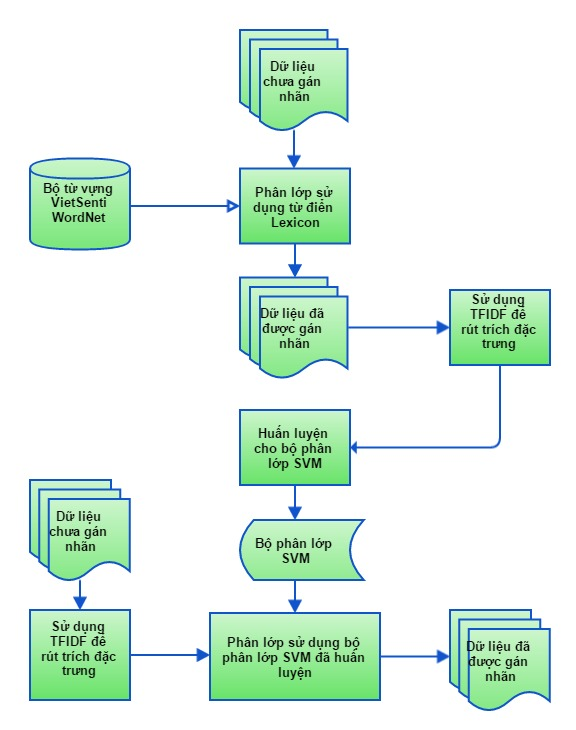 Dữ liệu
chưa gán
nhãn
Bộ từ vựng
VietSenti
WordNet
Phân lớp sử
dụng từ điển
Lexicon
Dữ liệu đã
được gán
nhãn
Sử dụng
TFIDF để
rút trích đặc
trưng
Huấn luyện
cho bộ phân
lớp SVM
Dữ liệu
chưa gán
nhãn
Bộ phân lớp
SVM
Sử dụng
TFIDF để
rút trích đặc
trưng
Phân lớp sử dụng bộ
phân lớp SVM đã huấn
luyện
Dữ liệu đã
được gán
nhãn